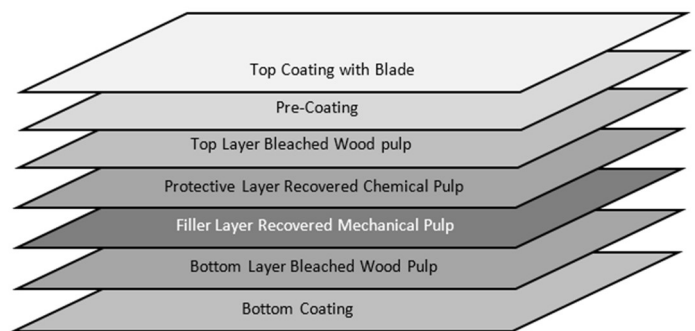 Top Coating with Blade
Pre-Coating
Top Layer Bleached Wood pulp
Protective Layer Recovered Chemical Pulp
Filler Layer Recovered Mechanical Pulp
Bottom Layer Bleached Wood Pulp
Bottom Coating